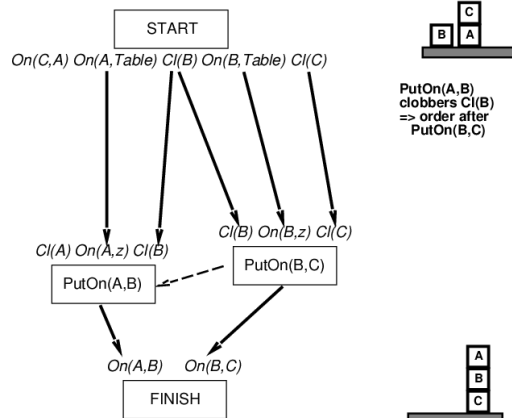 START
On(C,A) On(A,Table) Cl(B) On(B,Table) Cl(C)
C
B A
PutOn(A,B)
clobbers Cl(B)
=> order after
PutOn(B,C)
Cl(B) On(B,z) Cl(C)
Cl(A) On(A,z) Cl(B)
PutOn(B,C)
PutOn(A,B)
On(A,B) On(B,C)
FINISH
A
B
C